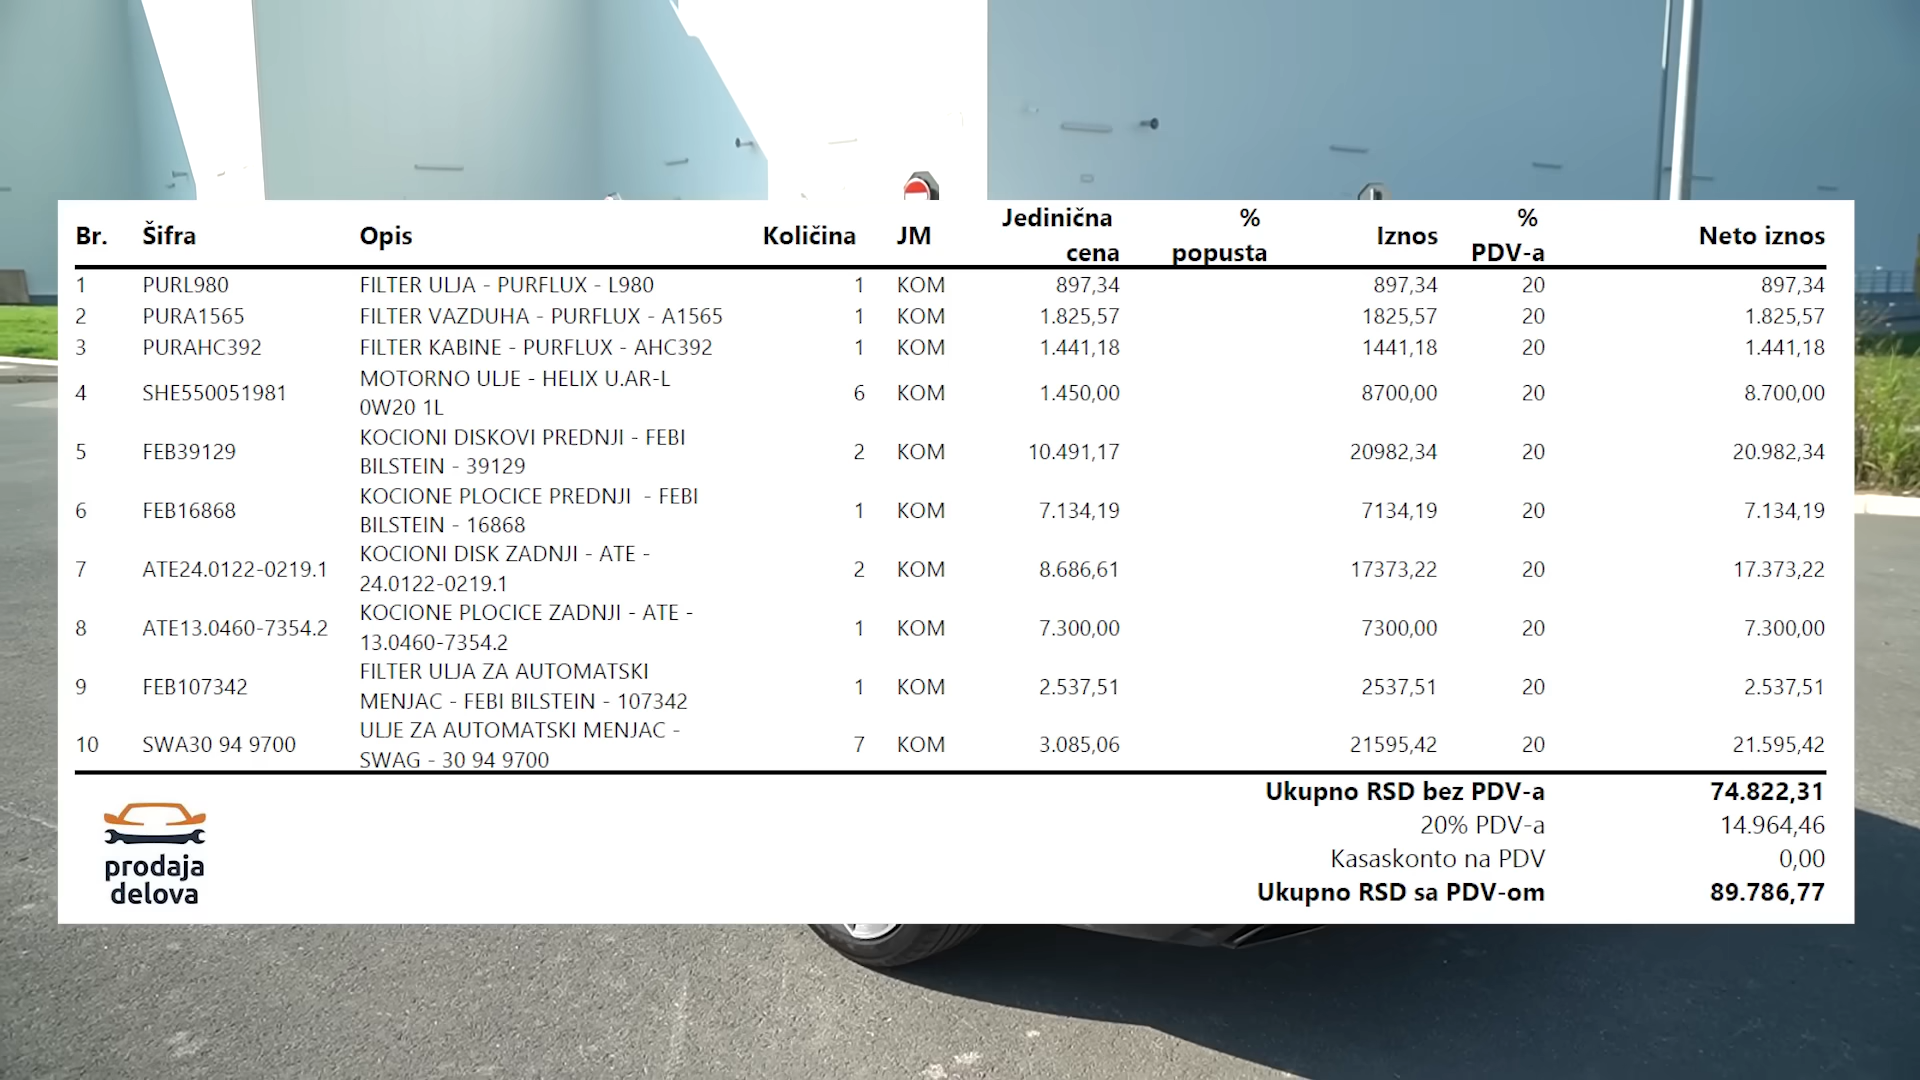 Br. Šifra Opis Količina JM Jedinična cena % popusta Iznos % PDV-a Neto iznos
1 PURL980 FILTER ULJA - PURFLUX - L980 1 KOM 897,34 897,34 20 897,34
2 PURA1565 FILTER VAZDUHA - PURFLUX - A1565 1 KOM 1.825,57 1825,57 20 1.825,57
3 PURAHC392 FILTER KABINE - PURFLUX - AHC392 1 KOM 1.441,18 1441,18 20 1.441,18
4 SHE550051981 MOTORNO ULJE - HELIX U.AR-L
0W20 1L 6 KOM 1.450,00 8700,00 20 8.700,00
5 FEB39129 KOCIONI DISKOVI PREDNJI - FEBI
BILSTEIN - 39129 2 KOM 10.491,17 20982,34 20 20.982,34
6 FEB16868 KOCIONE PLOCICE PREDNJI - FEBI
BILSTEIN - 16868 1 KOM 7.134,19 7134,19 20 7.134,19
7 ATE24.0122-0219.1 KOCIONI DISK ZADNJI - ATE -
24.0122-0219.1 2 KOM 8.686,61 17373,22 20 17.373,22
8 ATE13.0460-7354.2 KOCIONE PLOCICE ZADNJI - ATE -
13.0460-7354.2 1 KOM 7.300,00 7300,00 20 7.300,00
9 FEB107342 FILTER ULJA ZA AUTOMATSKI
MENJAC - FEBI BILSTEIN - 107342 1 KOM 2.537,51 2537,51 20 2.537,51
10 SWA30 94 9700 ULJE ZA AUTOMATSKI MENJAC -
SWAG - 30 94 9700 7 KOM 3.085,06 21595,42 20 21.595,42
Ukupno RSD bez PDV-a 74.822,31
20% PDV-a 14.964,46
Kasaskonto na PDV 0,00
Ukupno RSD sa PDV-om 89.786,77
prodaja
delova